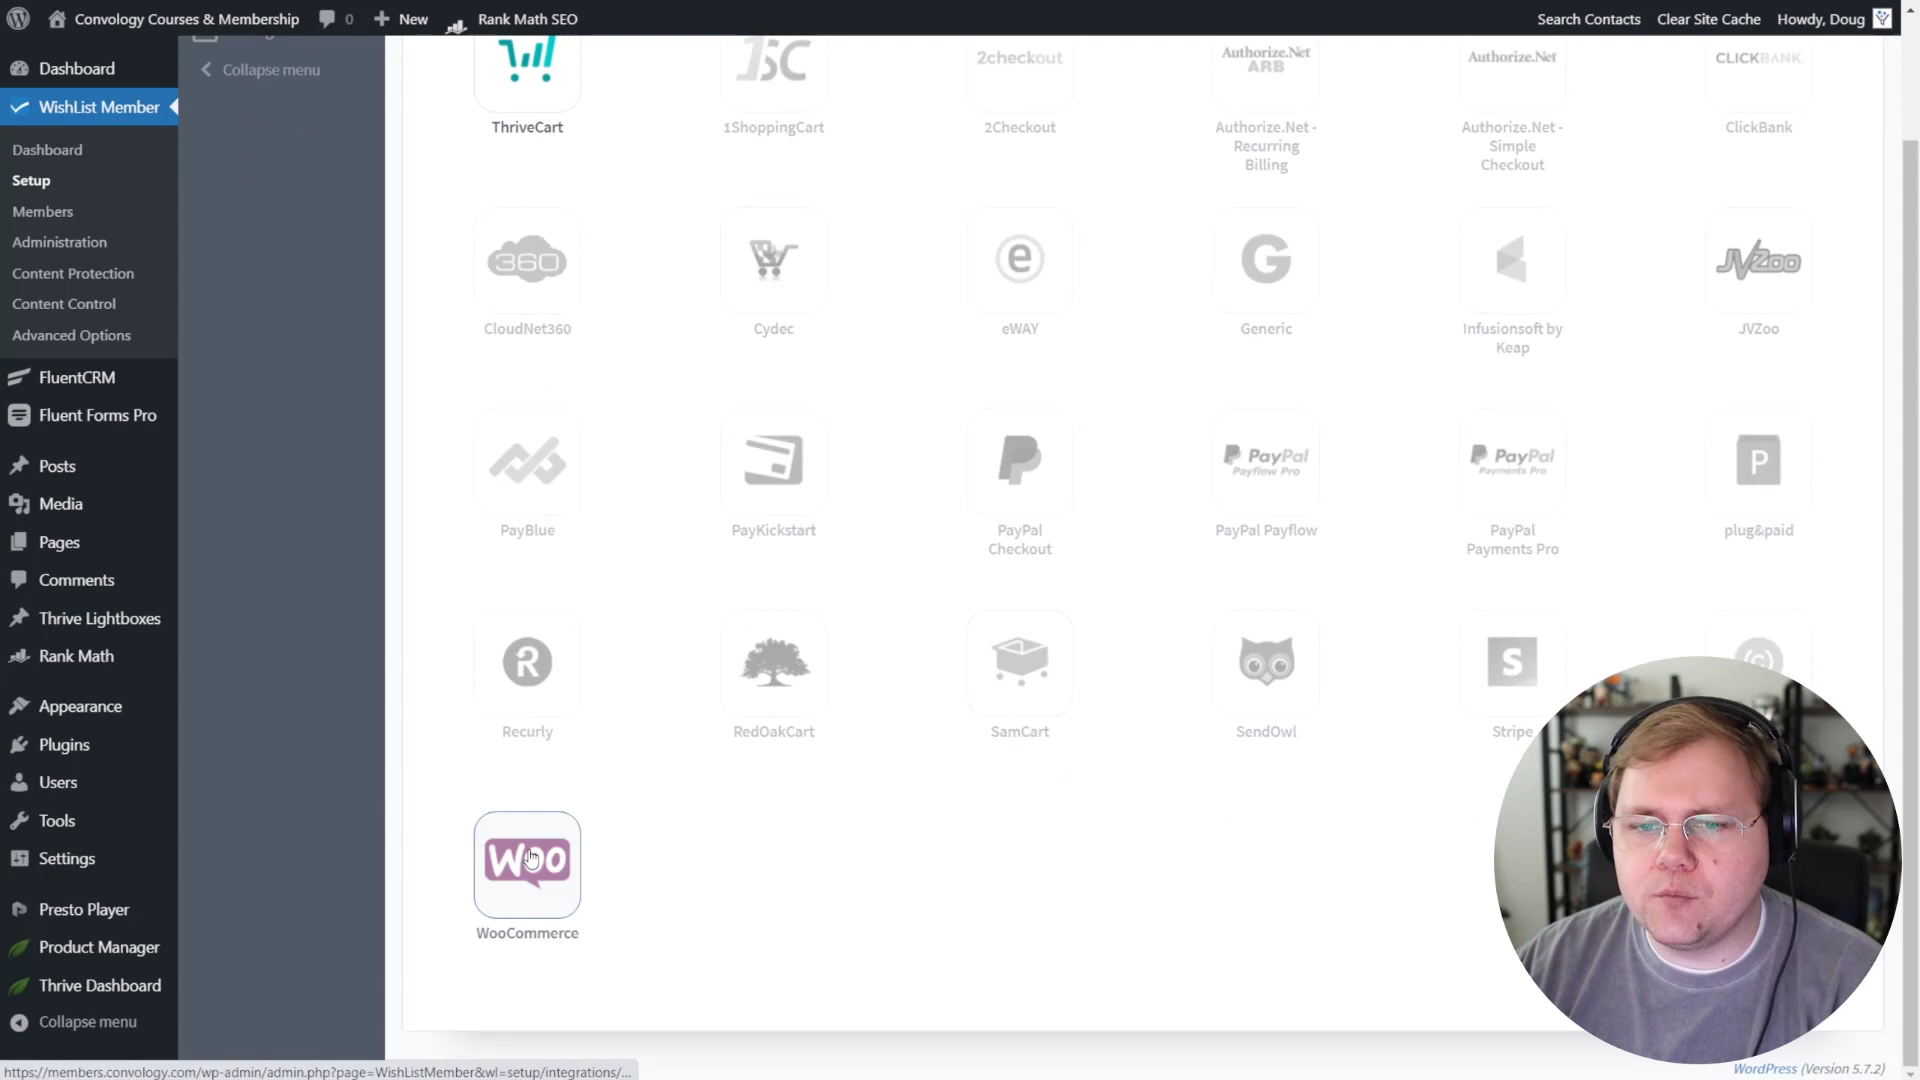 Convology Courses & Membership
0
New
Rank Math SEO
Search Contacts
Clear Site Cache
Howdy, Doug
Dashboard
WishList Member
Dashboard
Setup
Members
Administration
Content Protection
Content Control
Advanced Options
FluentCRM
Fluent Forms Pro
Posts
Media
Pages
Comments
Thrive Lightboxes
Rank Math
Appearance
Plugins
Users
Tools
Settings
Presto Player
Product Manager
Thrive Dashboard
Collapse menu
Collapse menu
1SC
2checkout
Authorize.Net
ARB
Authorize.Net
CLICKBANK
ThriveCart
1ShoppingCart
2Checkout
Authorize.Net -
Recurring
Billing
Authorize.Net -
Simple
Checkout
ClickBank
360
e
G
JVZoo
CloudNet360
Cydec
eWAY
Generic
Infusionsoft by
Keap
JVZoo
PayPal
Payflow Pro
PayPal
Payments Pro
P
PayBlue
PayKickstart
PayPal
Checkout
PayPal Payflow
PayPal
Payments Pro
plug&paid
R
S
Recurly
RedOakCart
SamCart
SendOwl
Stripe
Woo
WooCommerce
https://members.convology.com/wp-admin/admin.php?page=WishListMember&wl=setup/integrations/...
WordPress (Version 5.7.2)